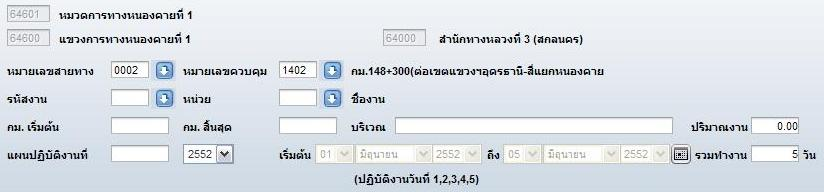 64601 หมวดการทางหนองคายที่ 1
64600 แขวงการทางหนองคายที่ 1 64000 สำนักทางหลวงที่ 3 (สกลนคร)
หมายเลขสายทาง 0002 หมายเลขควบคุม 1402 กม.148+300(ต่อเขตแขวงฯอุดรธานี-สี่แยกหนองคาย
รหัสงาน หน่วย ชื่องาน
กม. เริ่มต้น กม. สิ้นสุด บริเวณ ปริมาณงาน 0.00
แผนปฏิบัติงานที่ 2552 เริ่มต้น 01 มิถุนายน 2552 ถึง 05 มิถุนายน 2552 รวมทำงาน 5 วัน
(ปฏิบัติงานวันที่ 1,2,3,4,5)